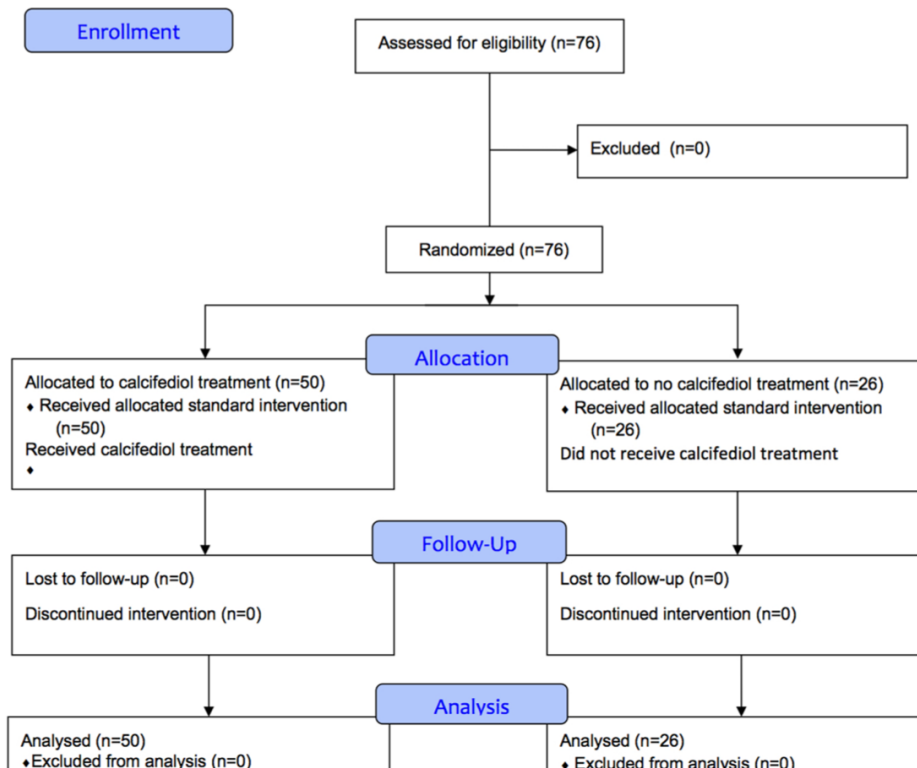 Enrollment
Assessed for eligibility (n=76)
Excluded (n=0)
Randomized (n=76)
Allocation
Allocated to calcifediol treatment (n=50)
♦ Received allocated standard intervention
(n=50)
Received calcifediol treatment
♦
Allocated to no calcifediol treatment (n=26)
♦ Received allocated standard intervention
(n=26)
Did not receive calcifediol treatment
Follow-Up
Lost to follow-up (n=0)
Discontinued intervention (n=0)
Lost to follow-up (n=0)
Discontinued intervention (n=0)
Analysis
Analysed (n=50)
♦Excluded from analysis (n=0)
Analysed (n=26)
♦ Excluded from analysis (n=0)